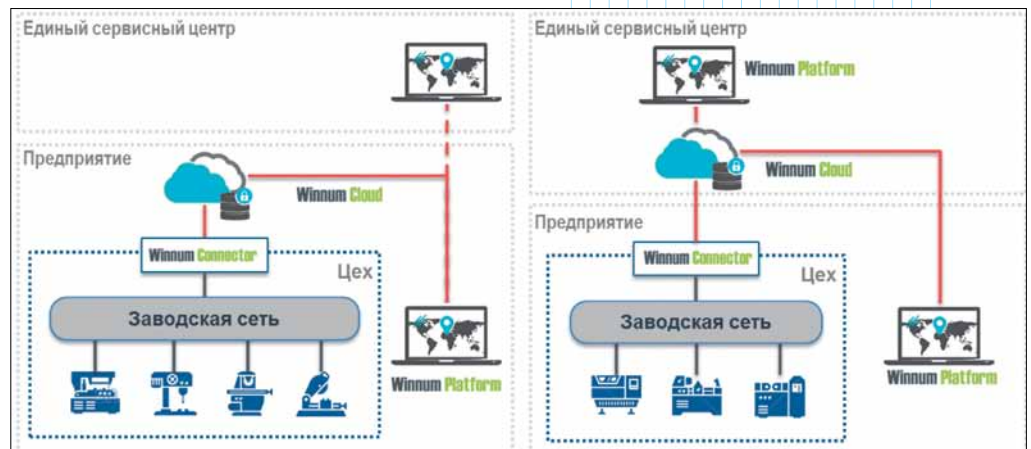 Единый сервисный центр
Предприятие
Winnum Cloud
Winnum Connector
Цех
Заводская сеть
Winnum Platform
Единый сервисный центр
Winnum Platform
Winnum Cloud
Предприятие
Winnum Connector
Цех
Заводская сеть
Winnum Platform